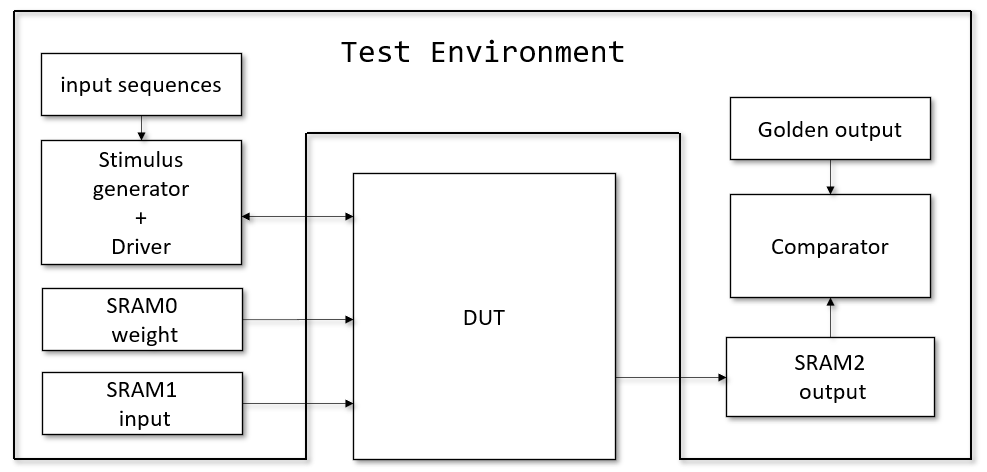 Test Environment
input sequences
Stimulus
generator
+
Driver
SRAM0
weight
SRAM1
input
DUT
Golden output
Comparator
SRAM2
output